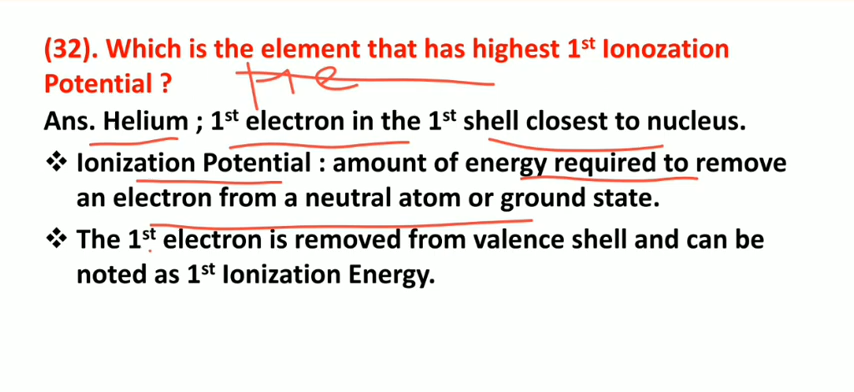 (32). Which is the element that has highest 1st Ionozation
Potential ?
He
Ans. Helium ; 1st electron in the 1st shell closest to nucleus.
❖ Ionization Potential : amount of energy required to remove
an electron from a neutral atom or ground state.
❖ The 1st electron is removed from valence shell and can be
noted as 1st Ionization Energy.